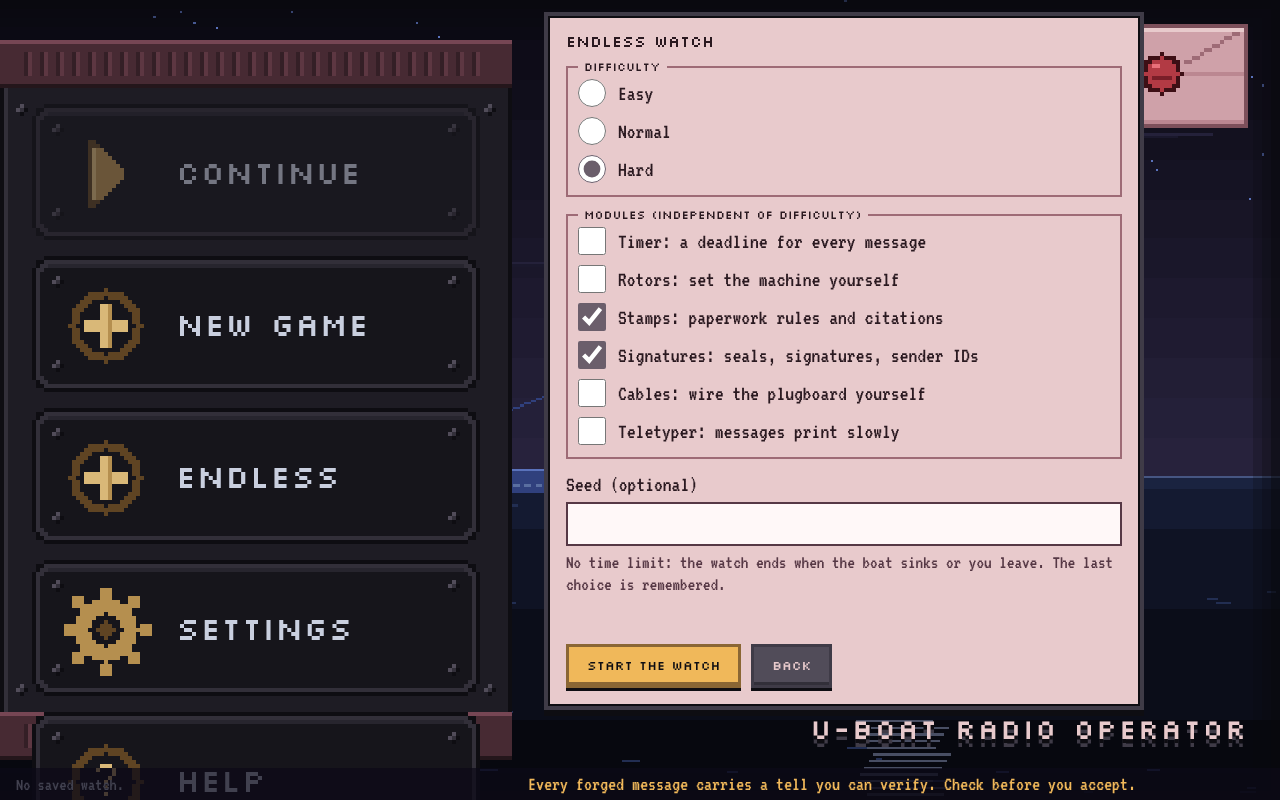 CONTINUE
NEW GAME
ENDLESS
SETTINGS
HELP
No saved watch.
ENDLESS WATCH
DIFFICULTY
Easy
Normal
Hard
MODULES (INDEPENDENT OF DIFFICULTY)
Timer: a deadline for every message
Rotors: set the machine yourself
Stamps: paperwork rules and citations
Signatures: seals, signatures, sender IDs
Cables: wire the plugboard yourself
Teletyper: messages print slowly
Seed (optional)
No time limit: the watch ends when the boat sinks or you leave. The last
choice is remembered.
START THE WATCH
BACK
U-BOAT RADIO OPERATOR
Every forged message carries a tell you can verify. Check before you accept.